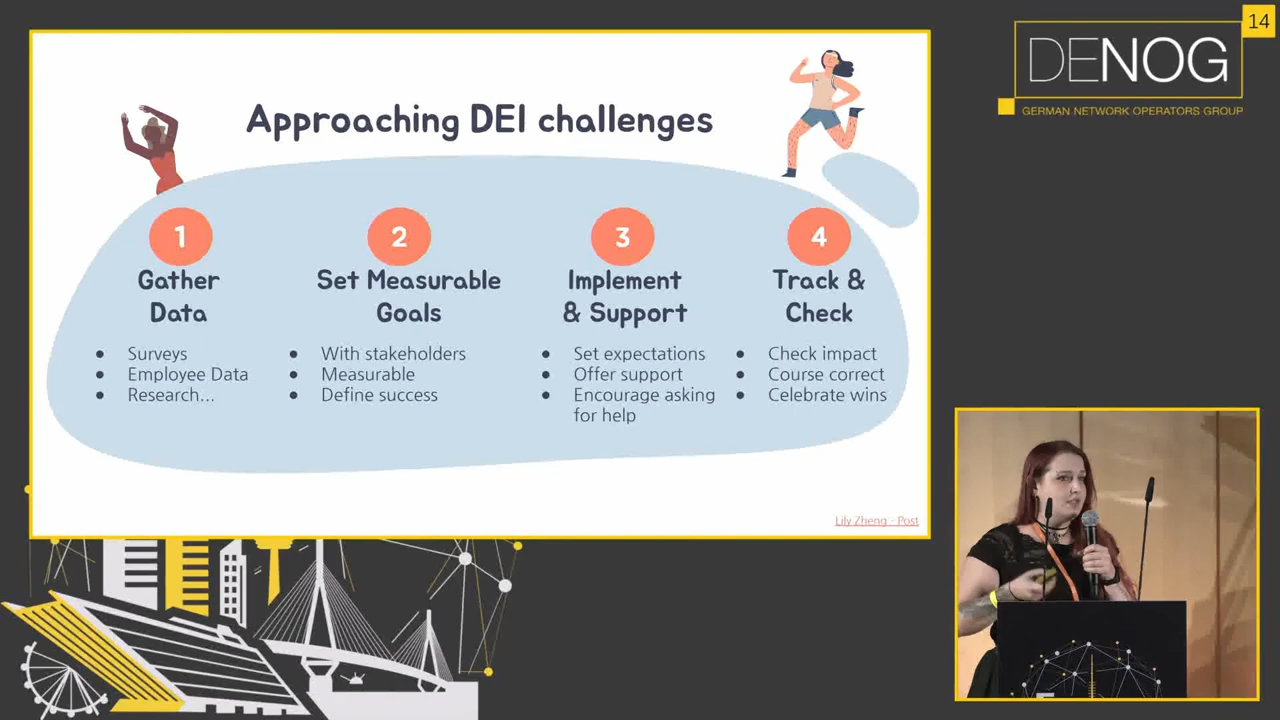 14
DENOG
GERMAN NETWORK OPERATORS GROUP
Approaching DEI challenges
1
Gather
Data
• Surveys
• Employee Data
• Research...
2
Set Measurable
Goals
• With stakeholders
• Measurable
• Define success
3
Implement
& Support
• Set expectations
• Offer support
• Encourage asking
for help
4
Track &
Check
• Check impact
• Course correct
• Celebrate wins
Lily Zheng - Post